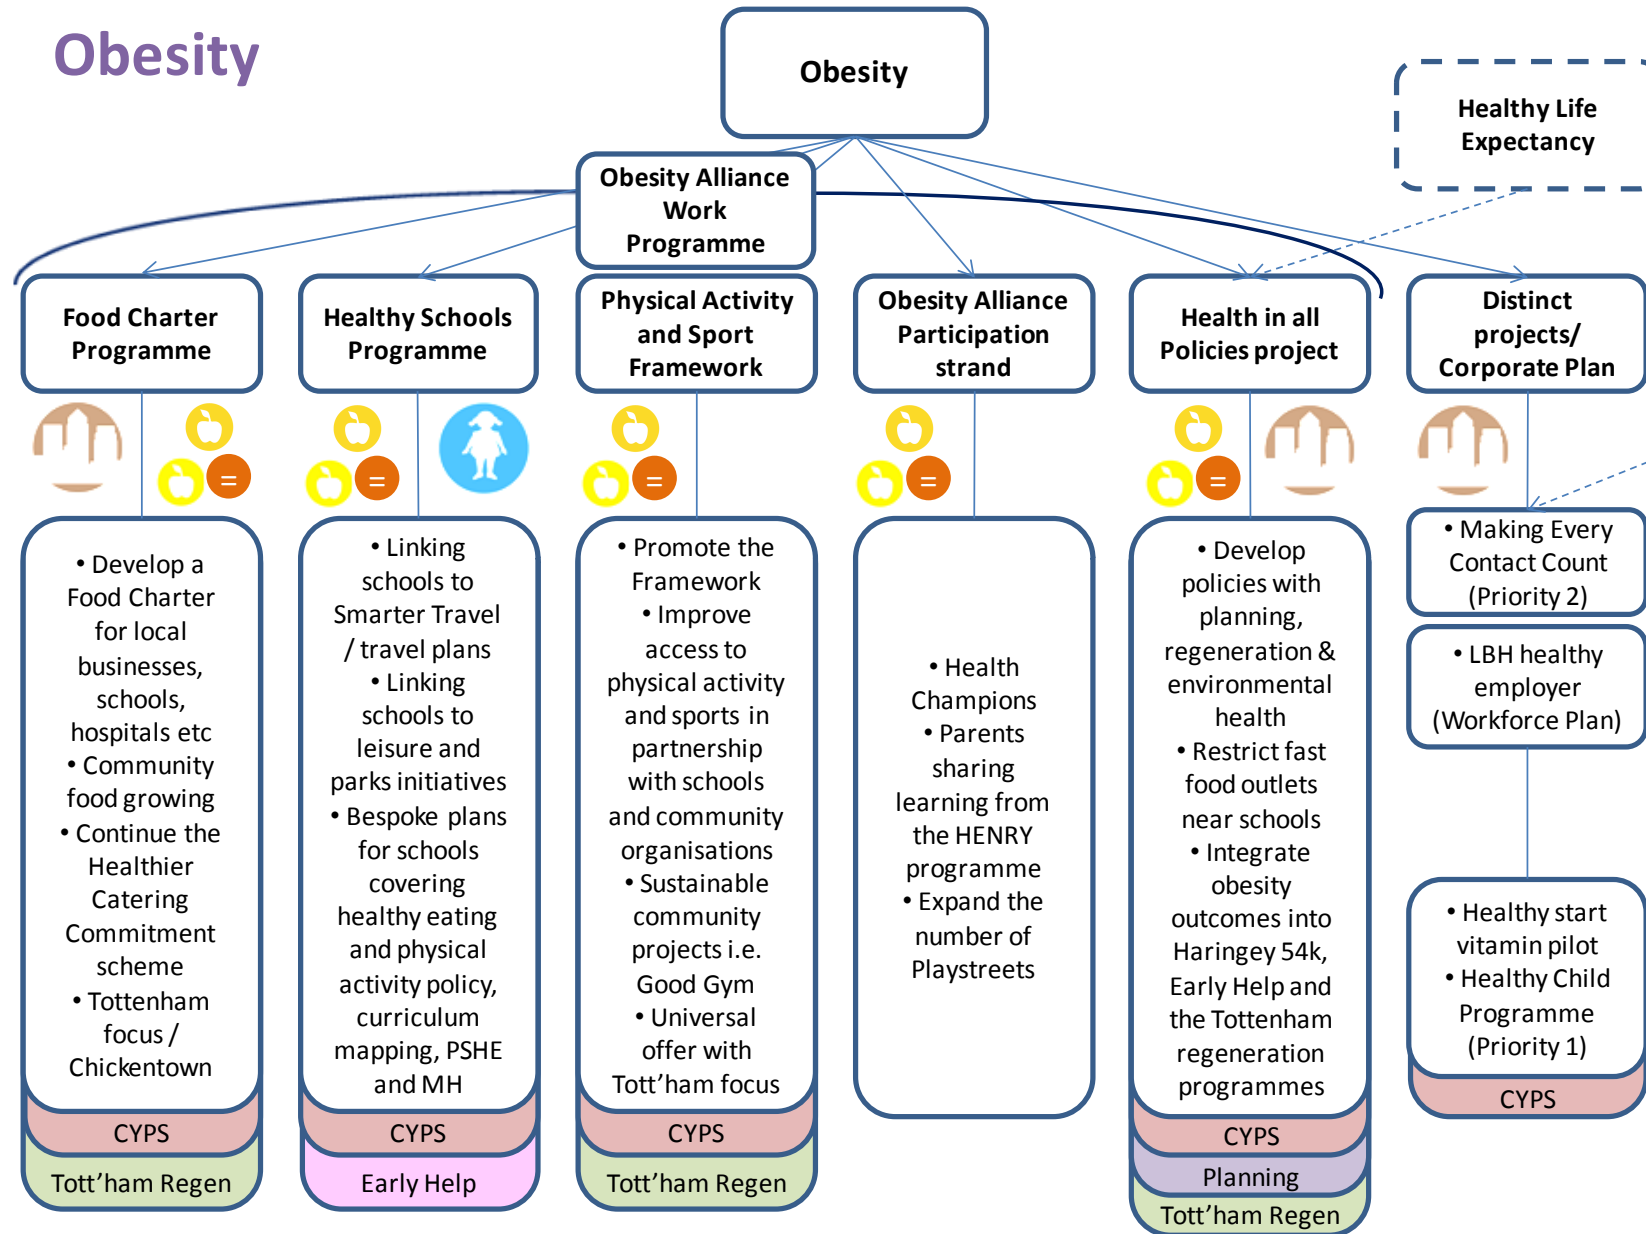 Obesity
Obesity
Healthy Life
Expectancy
Obesity Alliance
Work
Programme
Food Charter
Programme
Healthy Schools
Programme
Physical Activity
and Sport
Framework
Obesity Alliance
Participation
strand
Health in all
Policies project
Distinct
projects/
Corporate Plan
=
=
=
=
=
• Develop a
Food Charter
for local
businesses,
schools,
hospitals etc
• Community
food growing
• Continue the
Healthier
Catering
Commitment
scheme
• Tottenham
focus /
Chickentown
CYPS
Tott’ham Regen
• Linking
schools to
Smarter Travel
/ travel plans
• Linking
schools to
leisure and
parks initiatives
• Bespoke plans
for schools
covering
healthy eating
and physical
activity policy,
curriculum
mapping, PSHE
and MH
CYPS
Early Help
• Promote the
Framework
• Improve
access to
physical activity
and sports in
partnership
with schools
and community
organisations
• Sustainable
community
projects i.e.
Good Gym
• Universal
offer with
Tott’ham focus
CYPS
Tott’ham Regen
• Health
Champions
• Parents
sharing
learning from
the HENRY
programme
• Expand the
number of
Playstreets
• Develop
policies with
planning,
regeneration &
environmental
health
• Restrict fast
food outlets
near schools
• Integrate
obesity
outcomes into
Haringey 54k,
Early Help and
the Tottenham
regeneration
programmes
CYPS
Planning
Tott’ham Regen
• Making Every
Contact Count
(Priority 2)
• LBH healthy
employer
(Workforce Plan)
• Healthy start
vitamin pilot
• Healthy Child
Programme
(Priority 1)
CYPS